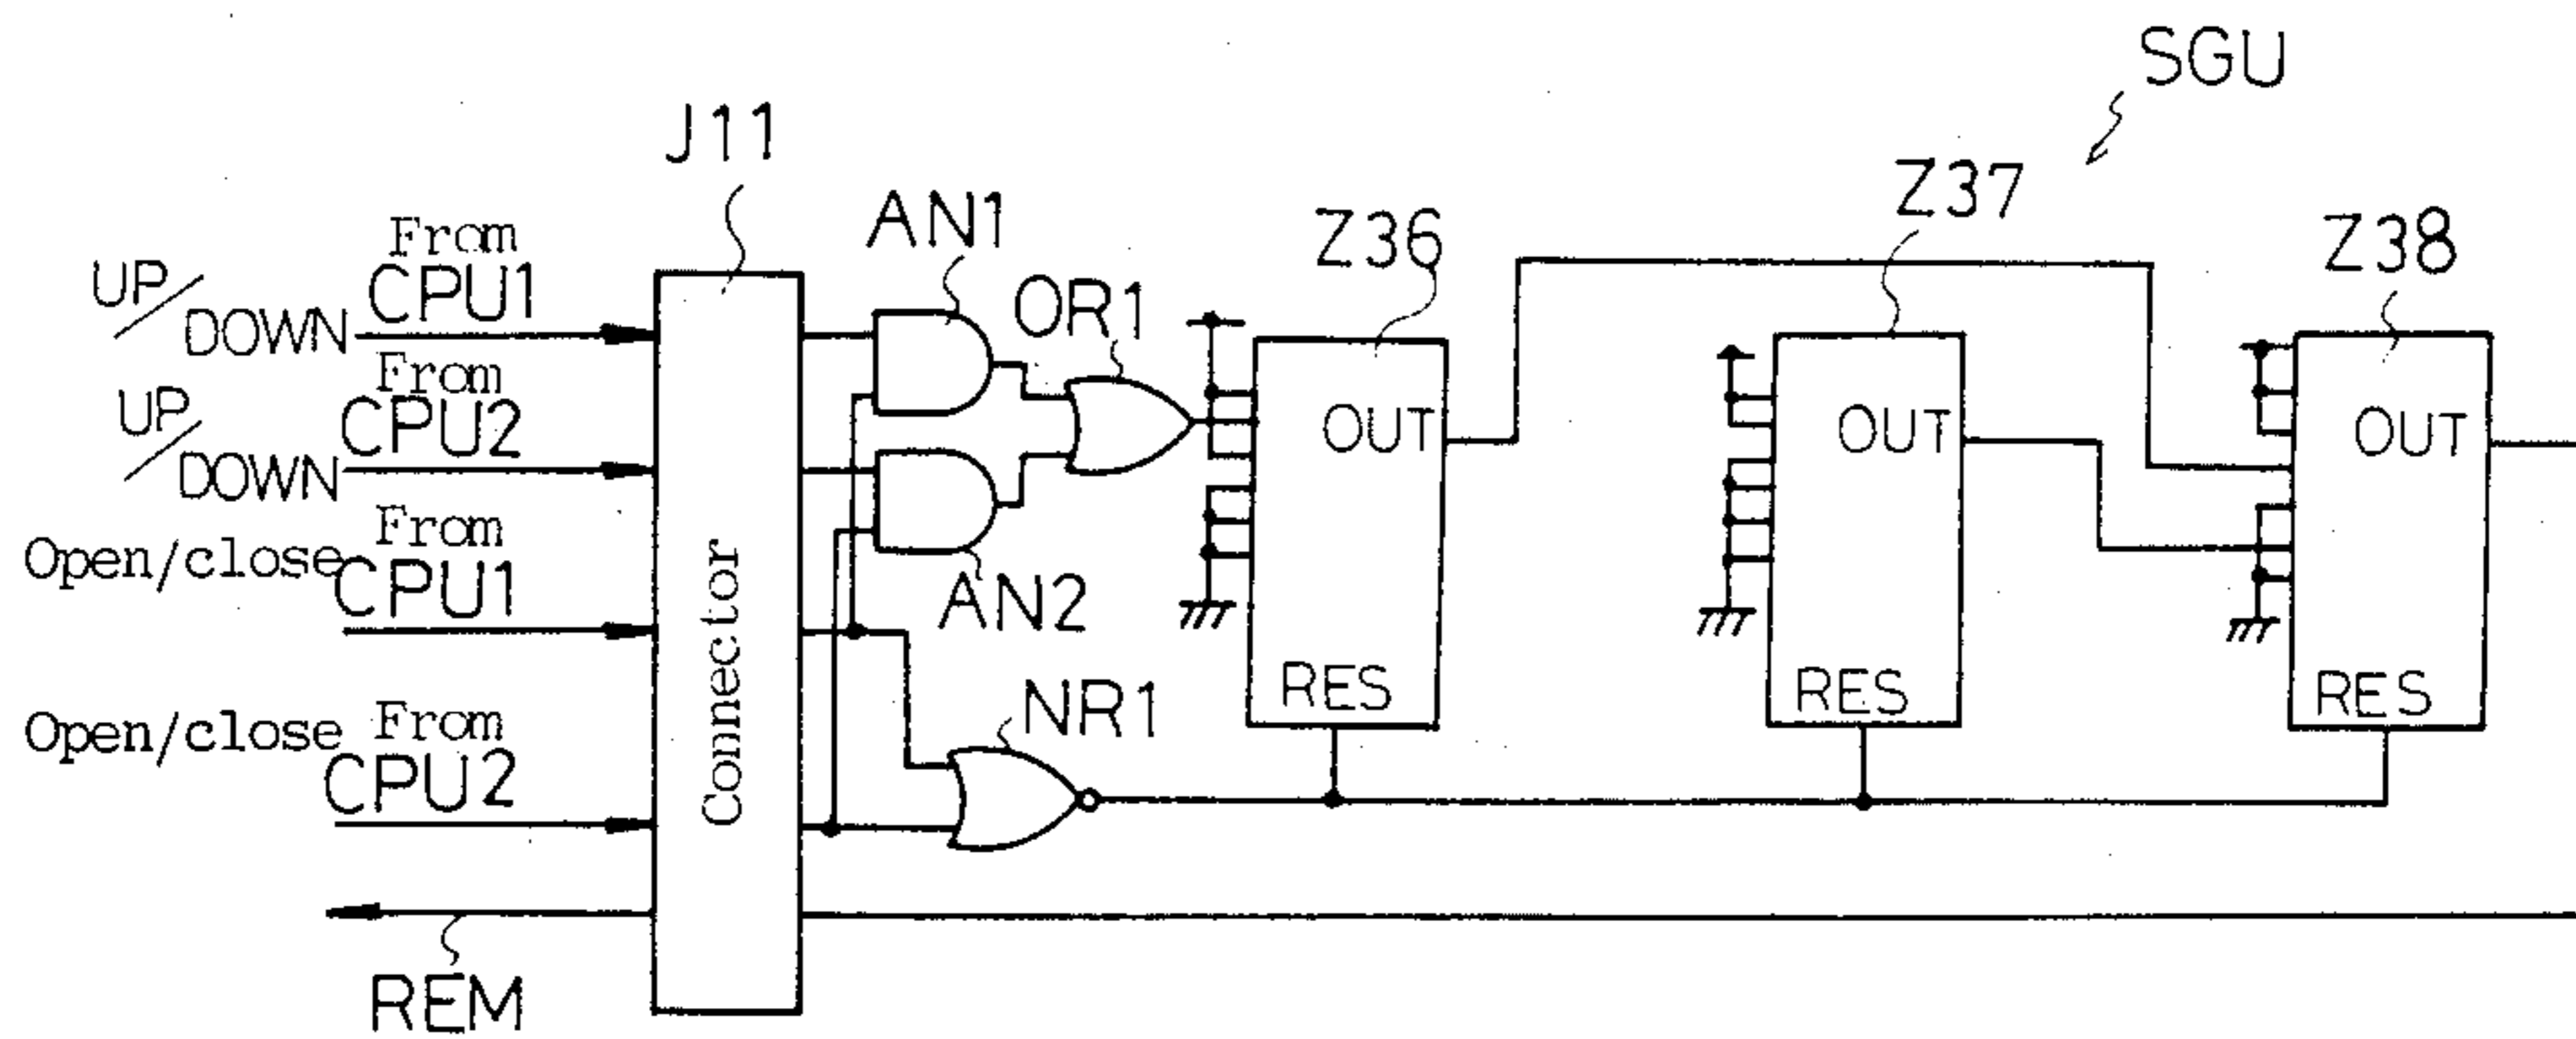 SGU
J11
AN1
OR1
Z36
Z37
Z38
UP/DOWN
From
CPU1
UP/DOWN
From
CPU2
Open/close
From
CPU1
Open/close
From
CPU2
Connector
AN2
NR1
OUT
RES
OUT
RES
OUT
RES
REM